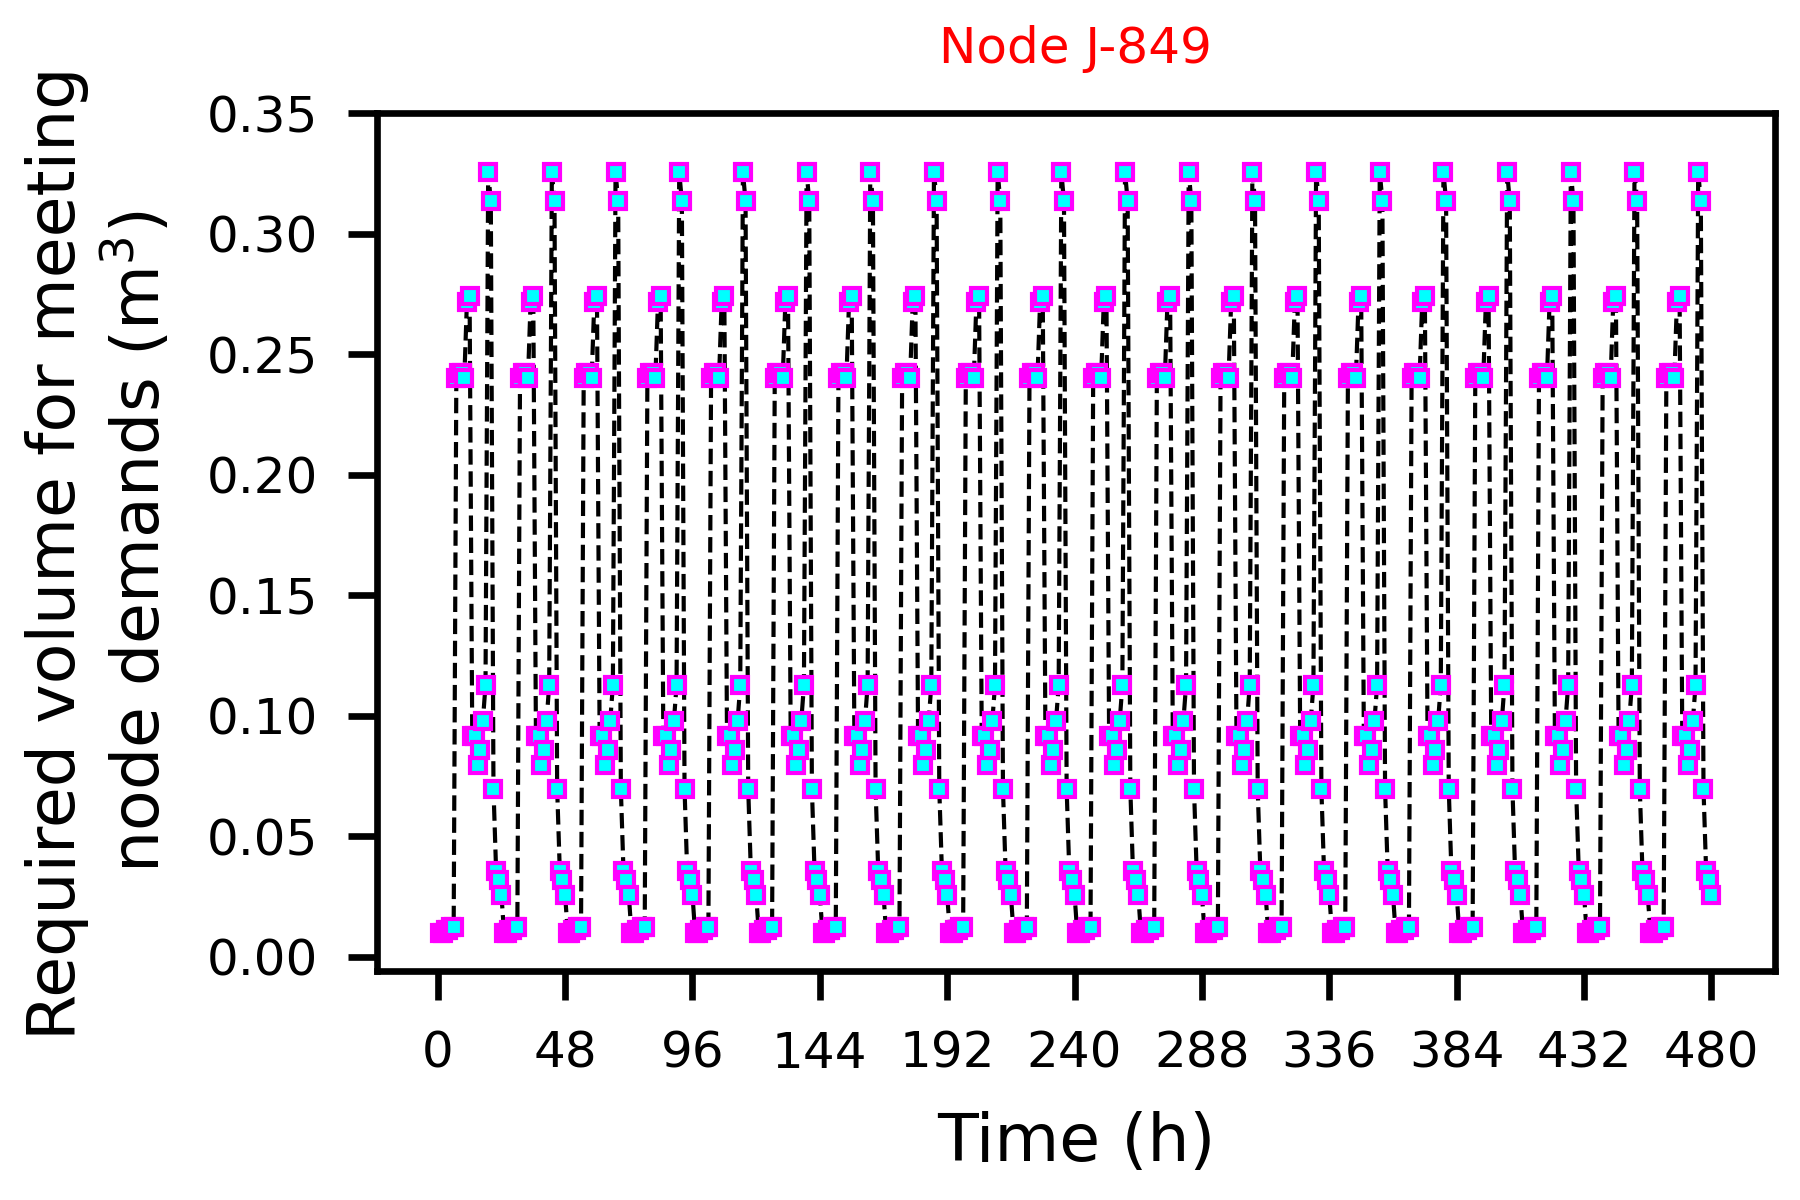 Node J-849
Required volume for meeting
node demands (m³)
0.35
0.30
0.25
0.20
0.15
0.10
0.05
0.00
0 48 96 144 192 240 288 336 384 432 480
Time (h)